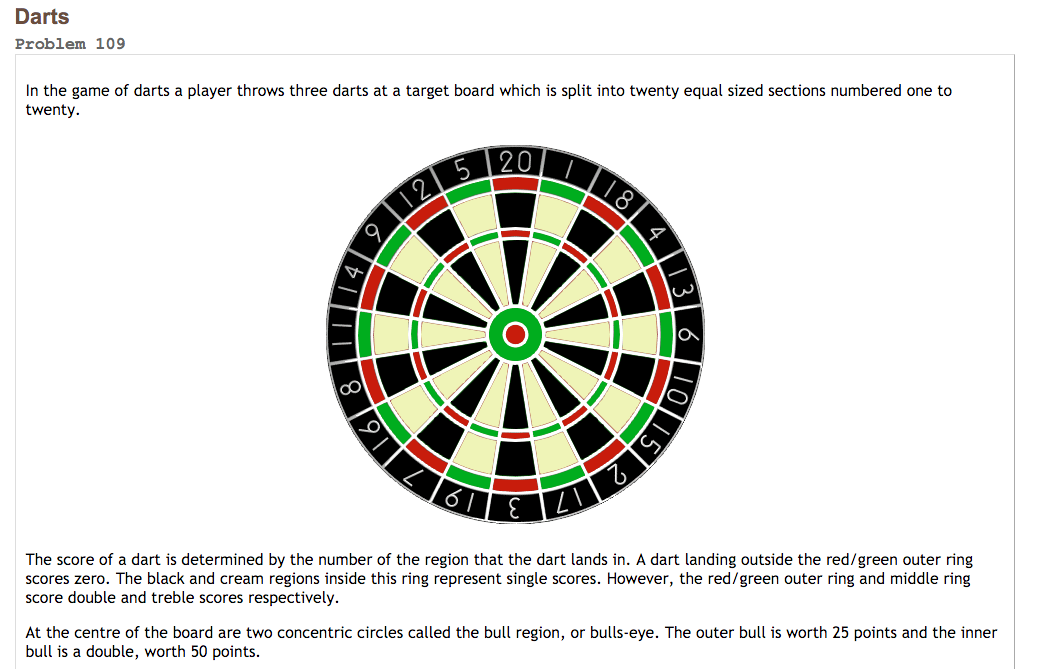 Darts
Problem 109
In the game of darts a player throws three darts at a target board which is split into twenty equal sized sections numbered one to
twenty.
20
1
18
4
13
6
10
15
2
17
3
19
7
16
8
11
14
9
12
5
The score of a dart is determined by the number of the region that the dart lands in. A dart landing outside the red/green outer ring
scores zero. The black and cream regions inside this ring represent single scores. However, the red/green outer ring and middle ring
score double and treble scores respectively.
At the centre of the board are two concentric circles called the bull region, or bulls-eye. The outer bull is worth 25 points and the inner
bull is a double, worth 50 points.